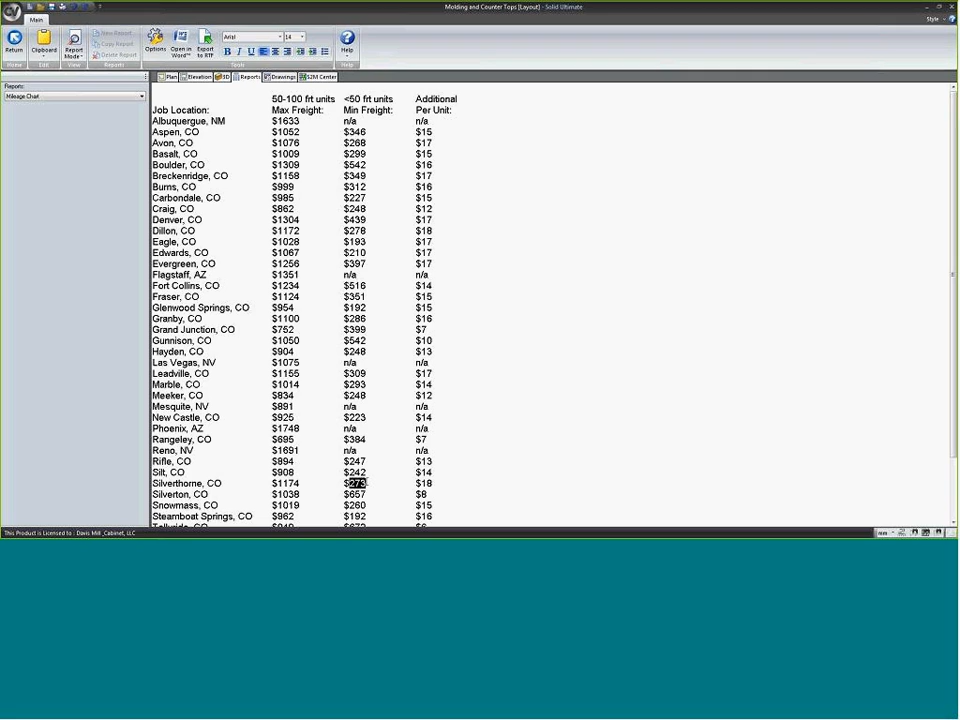 Molding and Counter Tops [Layout] - Solid Ultimate
CV
Main
Style
Return
Clipboard
Report
Mode
New Report
Copy Report
Delete Report
Options
Open in
Word
Export
to RTF
Arial
14
B I U
Help
Home
Edit
View
Reports
Tools
Plan Elevation 3D Reports Drawings S2M Center
Reports:
Mileage Chart
50-100 frt units <50 frt units Additional
Job Location: Max Freight: Min Freight: Per Unit:
Albuquerque, NM $1633 n/a n/a
Aspen, CO $1052 $346 $15
Avon, CO $1076 $268 $17
Basalt, CO $1009 $299 $15
Boulder, CO $1309 $542 $16
Breckenridge, CO $1158 $349 $17
Burns, CO $999 $312 $16
Carbondale, CO $985 $227 $15
Craig, CO $862 $248 $12
Denver, CO $1304 $439 $17
Dillon, CO $1172 $278 $18
Eagle, CO $1028 $193 $17
Edwards, CO $1067 $210 $17
Evergreen, CO $1256 $397 $17
Flagstaff, AZ $1351 n/a n/a
Fort Collins, CO $1234 $516 $14
Fraser, CO $1124 $351 $15
Glenwood Springs, CO $954 $192 $15
Granby, CO $1100 $286 $16
Grand Junction, CO $752 $399 $7
Gunnison, CO $1050 $542 $10
Hayden, CO $904 $248 $13
Las Vegas, NV $1075 n/a n/a
Leadville, CO $1155 $309 $17
Marble, CO $1014 $293 $14
Meeker, CO $834 $248 $12
Mesquite, NV $891 n/a n/a
New Castle, CO $925 $223 $14
Phoenix, AZ $1748 n/a n/a
Rangeley, CO $695 $384 $7
Reno, NV $1691 n/a n/a
Rifle, CO $894 $247 $13
Silt, CO $908 $242 $14
Silverthorne, CO $1174 $273 $18
Silverton, CO $1038 $657 $8
Snowmass, CO $1019 $260 $15
Steamboat Springs, CO $962 $192 $16
This Product is Licensed to : Davis Mill _Cabinet, LLC
mm